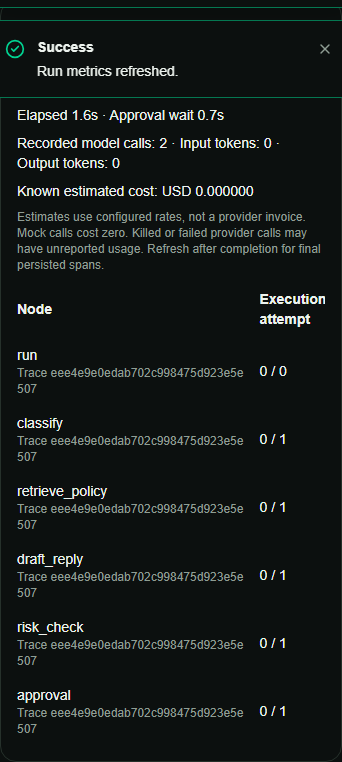 Success
Run metrics refreshed.
Elapsed 1.6s · Approval wait 0.7s
Recorded model calls: 2 · Input tokens: 0 ·
Output tokens: 0
Known estimated cost: USD 0.000000
Estimates use configured rates, not a provider invoice.
Mock calls cost zero. Killed or failed provider calls may
have unreported usage. Refresh after completion for final
persisted spans.
Node
Execution
attempt
run
Trace eee4e9e0edab702c998475d923e5e
507
0 / 0
classify
Trace eee4e9e0edab702c998475d923e5e
507
0 / 1
retrieve_policy
Trace eee4e9e0edab702c998475d923e5e
507
0 / 1
draft_reply
Trace eee4e9e0edab702c998475d923e5e
507
0 / 1
risk_check
Trace eee4e9e0edab702c998475d923e5e
507
0 / 1
approval
Trace eee4e9e0edab702c998475d923e5e
507
0 / 1